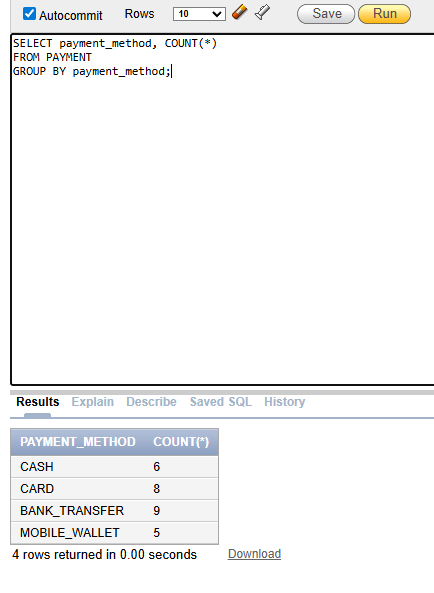 Autocommit Rows 10 Save Run
SELECT payment_method, COUNT(*)
FROM PAYMENT
GROUP BY payment_method;
Results Explain Describe Saved SQL History
PAYMENT_METHOD COUNT(*)
CASH 6
CARD 8
BANK_TRANSFER 9
MOBILE_WALLET 5
4 rows returned in 0.00 seconds Download